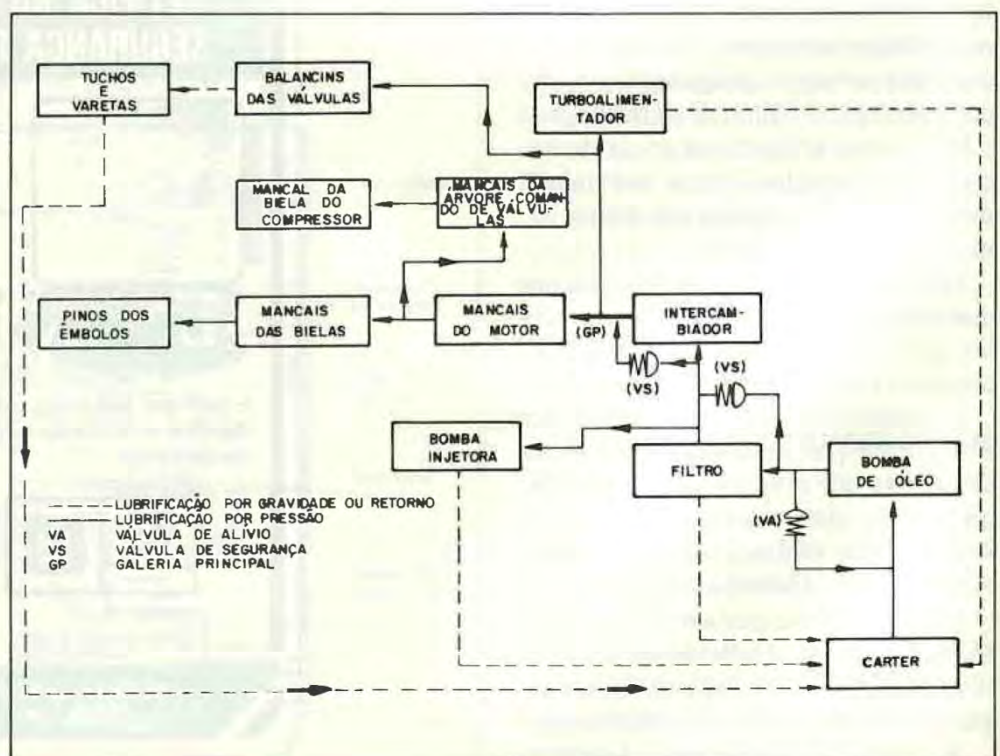 SEGURANÇA
TUCHOS
E
VARETAS
BALANCINS
DAS VÁLVULAS
TURBOALIMEN-
TADOR
MANCAL DA
BIELA DO
COMPRESSOR
MANCAIS DA
ÁRVORE COMAN
DO DE VÁLVU-
LAS
PINOS DOS
ÊMBOLOS
MANCAIS
DAS BIELAS
MANCAIS
DO MOTOR
(GP)
INTERCAM-
BIADOR
(VS)
(VS)
BOMBA
INJETORA
FILTRO
BOMBA
DE ÓLEO
(VA)
LUBRIFICAÇÃO POR GRAVIDADE OU RETORNO
LUBRIFICAÇÃO POR PRESSÃO
VA VÁLVULA DE ALIVIO
VS VÁLVULA DE SEGURANÇA
GP GALERIA PRINCIPAL
CARTER